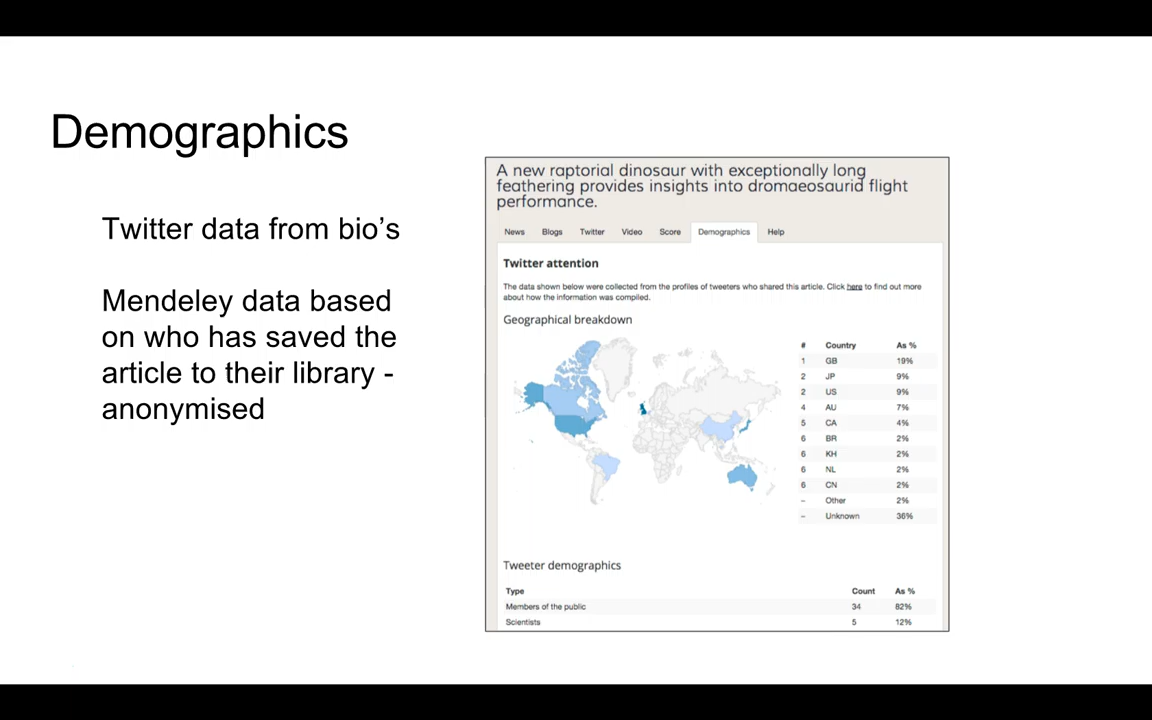 Demographics
Twitter data from bio’s
Mendeley data based
on who has saved the
article to their library -
anonymised
A new raptorial dinosaur with exceptionally long
feathering provides insights into dromaeosaurid flight
performance.
News Blogs Twitter Video Score Demographics Help
Twitter attention
The data shown below were collected from the profiles of tweeters who shared this article. Click here to find out more
about how the information was compiled.
Geographical breakdown
# Country As %
1 GB 19%
2 JP 9%
2 US 9%
4 AU 7%
5 CA 4%
6 BR 2%
6 KH 2%
6 NL 2%
6 CN 2%
– Other 2%
– Unknown 36%
Tweeter demographics
Type Count As %
Members of the public 34 82%
Scientists 5 12%